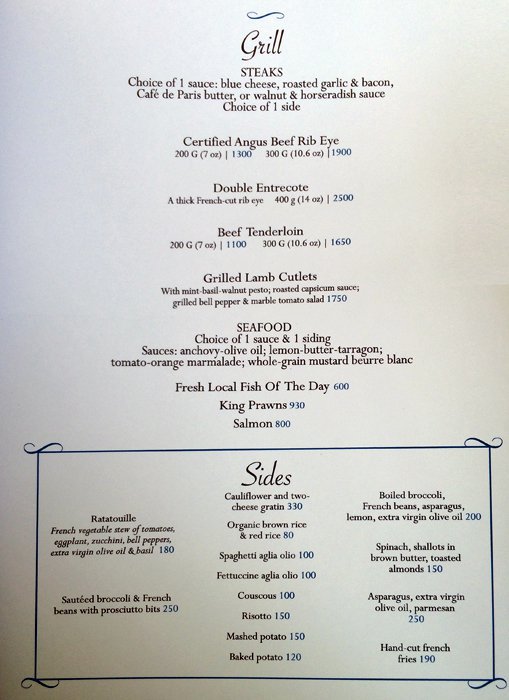 Grill
STEAKS
Choice of 1 sauce: blue cheese, roasted garlic & bacon,
Café de Paris butter, or walnut & horseradish sauce
Choice of 1 side
Certified Angus Beef Rib Eye
200 G (7 oz) | 1300 300 G (10.6 oz) | 1900
Double Entrecote
A thick French-cut rib eye 400 g (14 oz) | 2500
Beef Tenderloin
200 G (7 oz) | 1100 300 G (10.6 oz) | 1650
Grilled Lamb Cutlets
With mint-basil-walnut pesto; roasted capsicum sauce;
grilled bell pepper & marble tomato salad 1750
SEAFOOD
Choice of 1 sauce & 1 siding
Sauces: anchovy-olive oil; lemon-butter-tarragon;
tomato-orange marmalade; whole-grain mustard beurre blanc
Fresh Local Fish Of The Day 600
King Prawns 930
Salmon 800
Sides
Ratatouille
French vegetable stew of tomatoes,
eggplant, zucchini, bell peppers,
extra virgin olive oil & basil 180
Sautéed broccoli & French
beans with prosciutto bits 250
Cauliflower and two-
cheese gratin 330
Organic brown rice
& red rice 80
Spaghetti aglia olio 100
Fettuccine aglia olio 100
Couscous 100
Risotto 150
Mashed potato 150
Baked potato 120
Boiled broccoli,
French beans, asparagus,
lemon, extra virgin olive oil 200
Spinach, shallots in
brown butter, toasted
almonds 150
Asparagus, extra virgin
olive oil, parmesan
250
Hand-cut french
fries 190